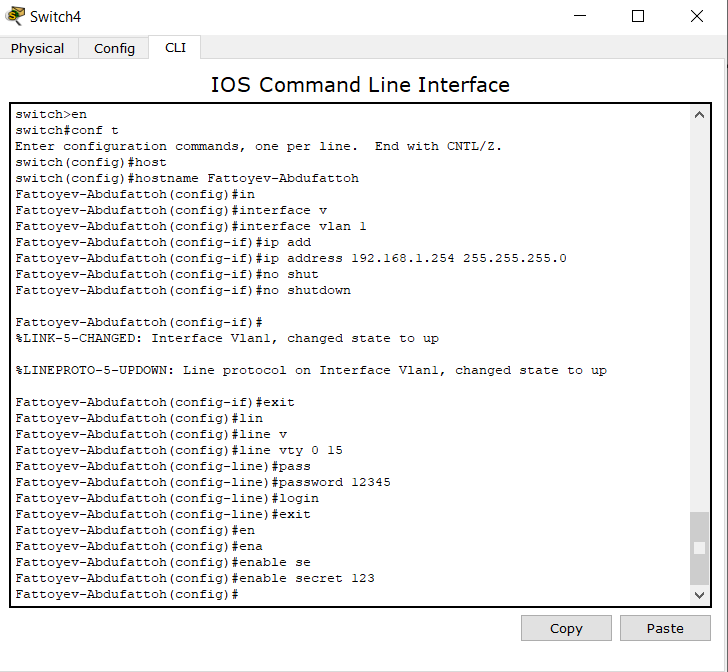 Switch4
Physical Config CLI
IOS Command Line Interface
switch>en
switch#conf t
Enter configuration commands, one per line.  End with CNTL/Z.
switch(config)#host
switch(config)#hostname Fattoyev-Abdufattoh
Fattoyev-Abdufattoh(config)#in
Fattoyev-Abdufattoh(config)#interface v
Fattoyev-Abdufattoh(config)#interface vlan 1
Fattoyev-Abdufattoh(config-if)#ip add
Fattoyev-Abdufattoh(config-if)#ip address 192.168.1.254 255.255.255.0
Fattoyev-Abdufattoh(config-if)#no shut
Fattoyev-Abdufattoh(config-if)#no shutdown
Fattoyev-Abdufattoh(config-if)#
%LINK-5-CHANGED: Interface Vlan1, changed state to up
%LINEPROTO-5-UPDOWN: Line protocol on Interface Vlan1, changed state to up
Fattoyev-Abdufattoh(config-if)#exit
Fattoyev-Abdufattoh(config)#lin
Fattoyev-Abdufattoh(config)#line v
Fattoyev-Abdufattoh(config)#line vty 0 15
Fattoyev-Abdufattoh(config-line)#pass
Fattoyev-Abdufattoh(config-line)#password 12345
Fattoyev-Abdufattoh(config-line)#login
Fattoyev-Abdufattoh(config-line)#exit
Fattoyev-Abdufattoh(config)#en
Fattoyev-Abdufattoh(config)#ena
Fattoyev-Abdufattoh(config)#enable se
Fattoyev-Abdufattoh(config)#enable secret 123
Fattoyev-Abdufattoh(config)#
Copy Paste